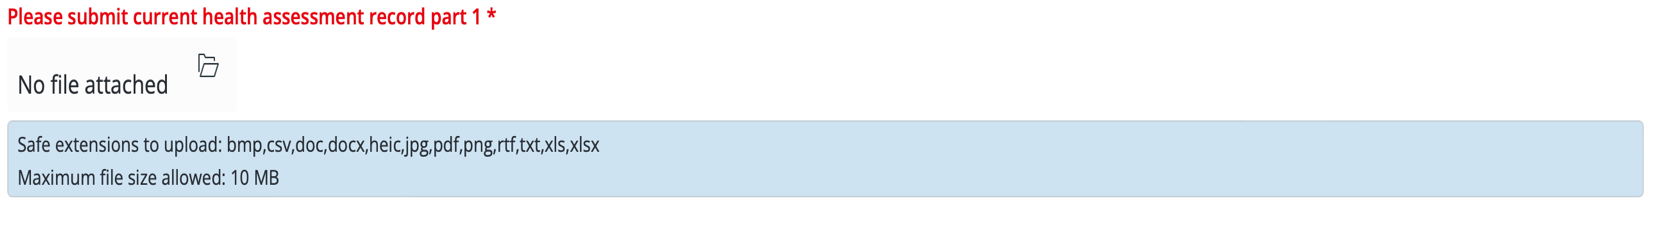 Please submit current health assessment record part 1 *
No file attached
Safe extensions to upload: bmp,csv,doc,docx,heic,jpg,pdf,png,rtf,txt,xls,xlsx
Maximum file size allowed: 10 MB